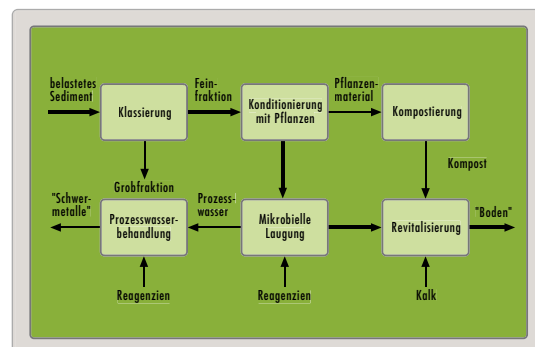 belastetes
Sediment
Klassierung
Fein-
fraktion
Konditionierung
mit Pflanzen
Pflanzen-
material
Kompostierung
Grobfraktion
Kompost
"Schwer-
metalle"
Prozesswasser-
behandlung
Prozess-
wasser
Mikrobielle
Laugung
Revitalisierung
"Boden"
Reagenzien
Reagenzien
Kalk